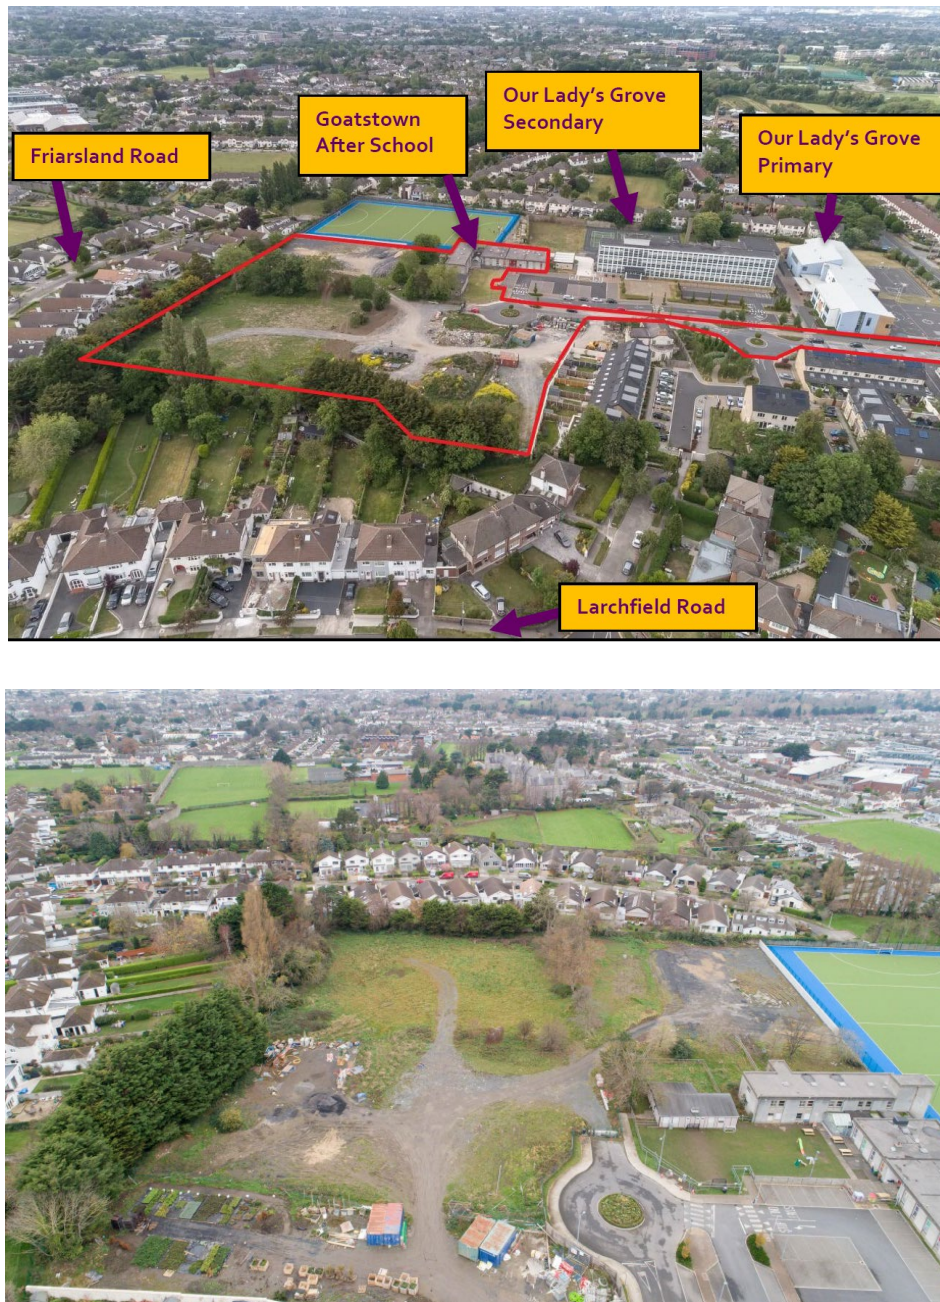 Friarsland Road
Goatstown
After School
Our Lady's Grove
Secondary
Our Lady's Grove
Primary
Larchfield Road